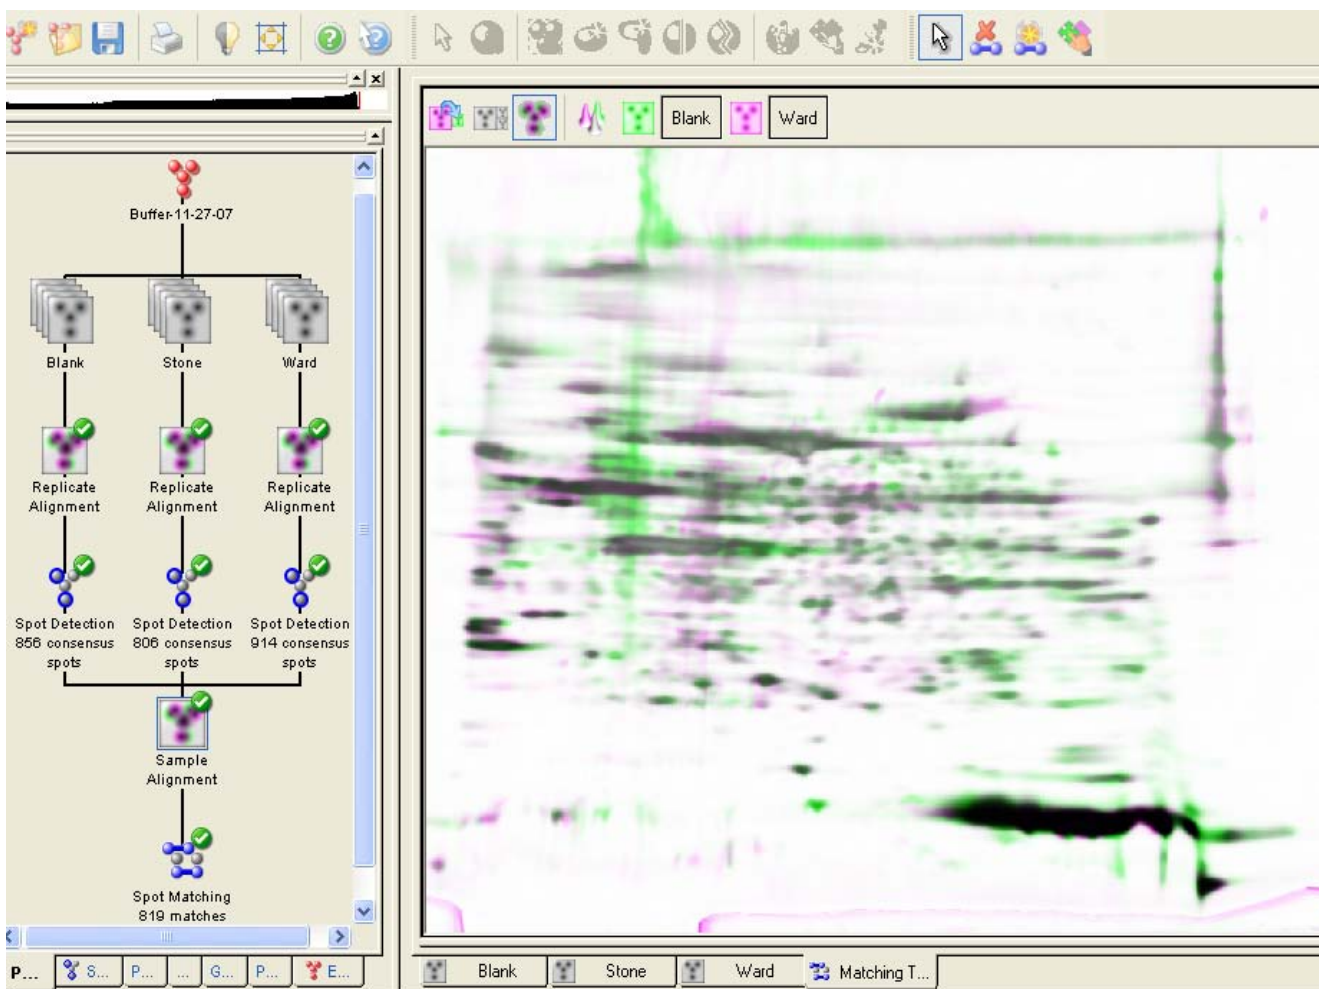 Blank
Ward
Buffer-11-27-07
Blank
Stone
Ward
Replicate
Alignment
Replicate
Alignment
Replicate
Alignment
Spot Detection
856 consensus
spots
Spot Detection
806 consensus
spots
Spot Detection
914 consensus
spots
Sample
Alignment
Spot Matching
819 matches
P...
S...
P...
...
G...
P...
E...
Blank
Stone
Ward
Matching T...